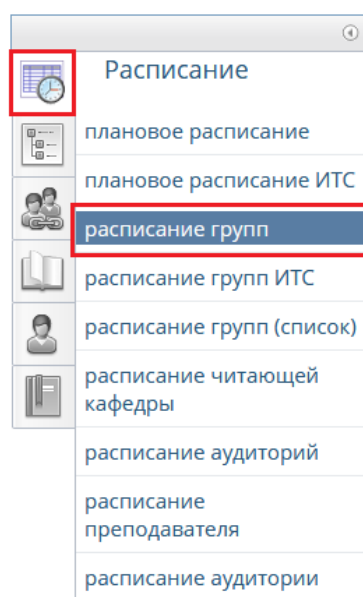 Расписание
плановое расписание
плановое расписание ИТС
расписание групп
расписание групп ИТС
расписание групп (список)
расписание читающей
кафедры
расписание аудиторий
расписание
преподавателя
расписание аудитории